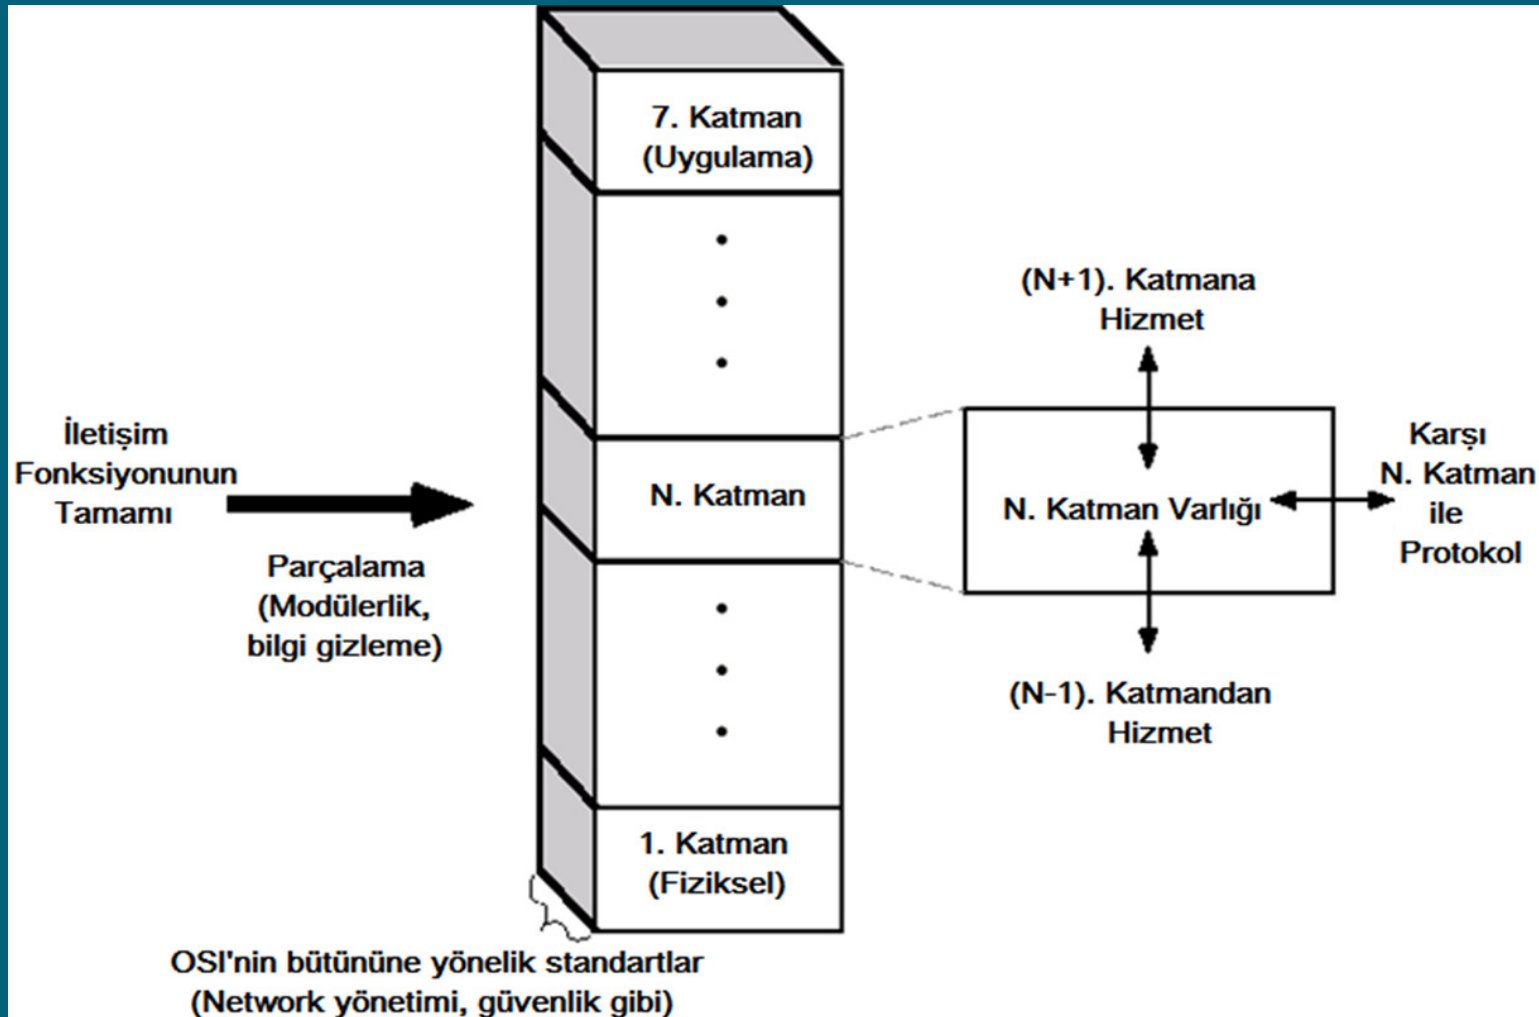 7. Katman
(Uygulama)
(N+1). Katmana
Hizmet
İletişim
Fonksiyonunun
Tamamı
Parçalama
(Modülerlik,
bilgi gizleme)
N. Katman
N. Katman Varlığı
Karşı
N. Katman
ile
Protokol
(N-1). Katmandan
Hizmet
1. Katman
(Fiziksel)
OSI'nin bütününe yönelik standartlar
(Network yönetimi, güvenlik gibi)